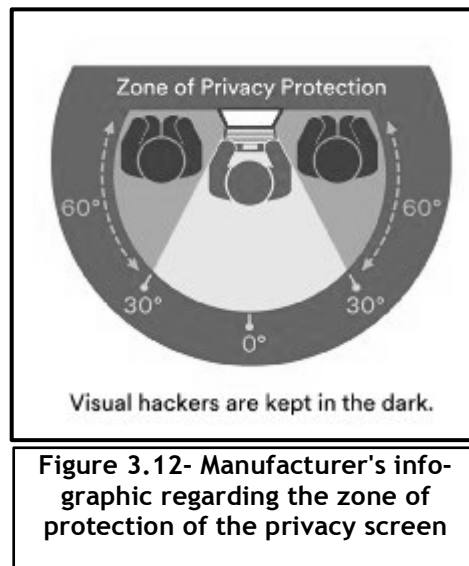 Zone of Privacy Protection
60° 60°
30° 30°
0°
Visual hackers are kept in the dark.
Figure 3.12- Manufacturer's info-
graphic regarding the zone of
protection of the privacy screen